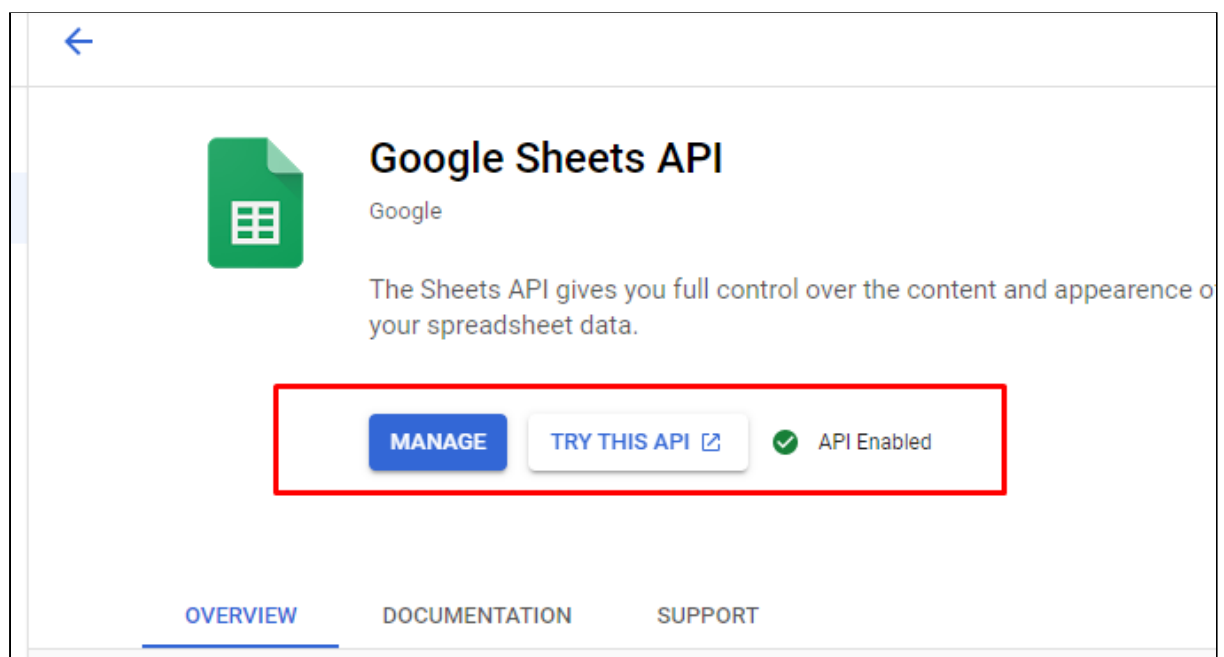 Google Sheets API
Google
The Sheets API gives you full control over the content and appearence
your spreadsheet data.
MANAGE TRY THIS API API Enabled
OVERVIEW DOCUMENTATION SUPPORT